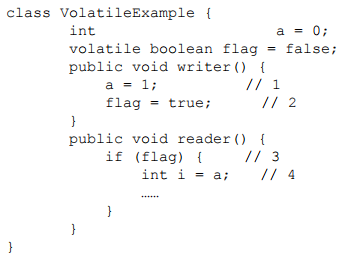 class VolatileExample {
int a = 0;
volatile boolean flag = false;
public void writer() {
a = 1; // 1
flag = true; // 2
}
public void reader() {
if (flag) { // 3
int i = a; // 4
……
}
}
}